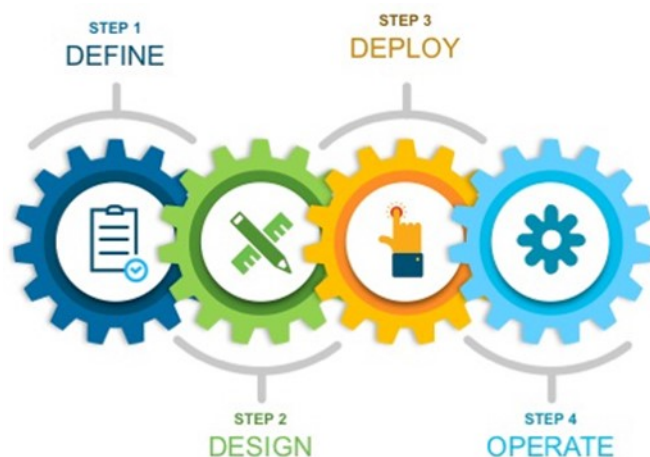 STEP 1
DEFINE
STEP 2
DESIGN
STEP 3
DEPLOY
STEP 4
OPERATE